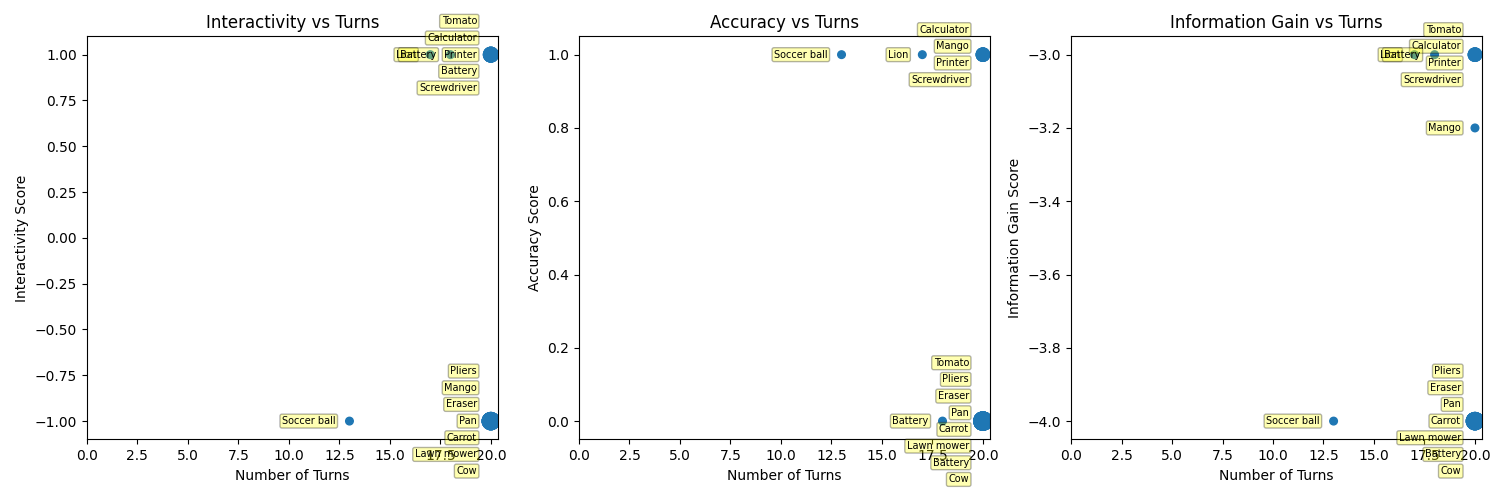 Interactivity vs Turns
Tomato
Calculator
Battery
Printer
Battery
Screwdriver
1.00
0.75
0.50
0.25
0.00
−0.25
−0.50
−0.75
−1.00
Interactivity Score
Soccer ball
Pliers
Mango
Eraser
Pan
Carrot
Lawn mower
Cow
0.0
2.5
5.0
7.5
10.0
12.5
15.0
17.5
20.0
Number of Turns
Accuracy vs Turns
Calculator
Mango
Printer
Screwdriver
Soccer ball
Lion
1.0
0.8
0.6
0.4
0.2
0.0
Accuracy Score
Tomato
Pliers
Eraser
Pan
Battery
Carrot
Lawn mower
Battery
Cow
0.0
2.5
5.0
7.5
10.0
12.5
15.0
17.5
20.0
Number of Turns
Information Gain vs Turns
Tomato
Calculator
Battery
Printer
Screwdriver
Mango
−3.0
−3.2
−3.4
−3.6
−3.8
−4.0
Information Gain Score
Soccer ball
Pliers
Eraser
Pan
Carrot
Lawn mower
Battery
Cow
0.0
2.5
5.0
7.5
10.0
12.5
15.0
17.5
20.0
Number of Turns